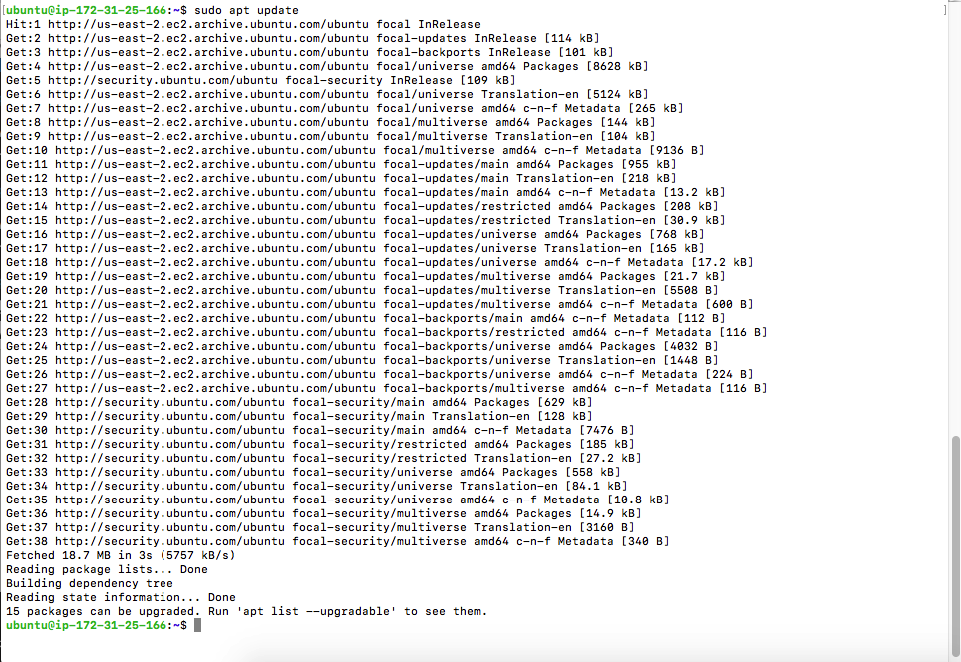 [ubuntu@ip-172-31-25-166:~$ sudo apt update ]
Hit:1 http://us-east-2.ec2.archive.ubuntu.com/ubuntu focal InRelease
Get:2 http://us-east-2.ec2.archive.ubuntu.com/ubuntu focal-updates InRelease [114 kB]
Get:3 http://us-east-2.ec2.archive.ubuntu.com/ubuntu focal-backports InRelease [101 kB]
Get:4 http://us-east-2.ec2.archive.ubuntu.com/ubuntu focal/universe amd64 Packages [8628 kB]
Get:5 http://security.ubuntu.com/ubuntu focal-security InRelease [109 kB]
Get:6 http://us-east-2.ec2.archive.ubuntu.com/ubuntu focal/universe Translation-en [5124 kB]
Get:7 http://us-east-2.ec2.archive.ubuntu.com/ubuntu focal/universe amd64 c-n-f Metadata [265 kB]
Get:8 http://us-east-2.ec2.archive.ubuntu.com/ubuntu focal/multiverse amd64 Packages [144 kB]
Get:9 http://us-east-2.ec2.archive.ubuntu.com/ubuntu focal/multiverse Translation-en [104 kB]
Get:10 http://us-east-2.ec2.archive.ubuntu.com/ubuntu focal/multiverse amd64 c-n-f Metadata [9136 B]
Get:11 http://us-east-2.ec2.archive.ubuntu.com/ubuntu focal-updates/main amd64 Packages [955 kB]
Get:12 http://us-east-2.ec2.archive.ubuntu.com/ubuntu focal-updates/main Translation-en [218 kB]
Get:13 http://us-east-2.ec2.archive.ubuntu.com/ubuntu focal-updates/main amd64 c-n-f Metadata [13.2 kB]
Get:14 http://us-east-2.ec2.archive.ubuntu.com/ubuntu focal-updates/restricted amd64 Packages [208 kB]
Get:15 http://us-east-2.ec2.archive.ubuntu.com/ubuntu focal-updates/restricted Translation-en [30.9 kB]
Get:16 http://us-east-2.ec2.archive.ubuntu.com/ubuntu focal-updates/universe amd64 Packages [768 kB]
Get:17 http://us-east-2.ec2.archive.ubuntu.com/ubuntu focal-updates/universe Translation-en [165 kB]
Get:18 http://us-east-2.ec2.archive.ubuntu.com/ubuntu focal-updates/universe amd64 c-n-f Metadata [17.2 kB]
Get:19 http://us-east-2.ec2.archive.ubuntu.com/ubuntu focal-updates/multiverse amd64 Packages [21.7 kB]
Get:20 http://us-east-2.ec2.archive.ubuntu.com/ubuntu focal-updates/multiverse Translation-en [5508 B]
Get:21 http://us-east-2.ec2.archive.ubuntu.com/ubuntu focal-updates/multiverse amd64 c-n-f Metadata [600 B]
Get:22 http://us-east-2.ec2.archive.ubuntu.com/ubuntu focal-backports/main amd64 c-n-f Metadata [112 B]
Get:23 http://us-east-2.ec2.archive.ubuntu.com/ubuntu focal-backports/restricted amd64 c-n-f Metadata [116 B]
Get:24 http://us-east-2.ec2.archive.ubuntu.com/ubuntu focal-backports/universe amd64 Packages [4032 B]
Get:25 http://us-east-2.ec2.archive.ubuntu.com/ubuntu focal-backports/universe Translation-en [1448 B]
Get:26 http://us-east-2.ec2.archive.ubuntu.com/ubuntu focal-backports/universe amd64 c-n-f Metadata [224 B]
Get:27 http://us-east-2.ec2.archive.ubuntu.com/ubuntu focal-backports/multiverse amd64 c-n-f Metadata [116 B]
Get:28 http://security.ubuntu.com/ubuntu focal-security/main amd64 Packages [629 kB]
Get:29 http://security.ubuntu.com/ubuntu focal-security/main Translation-en [128 kB]
Get:30 http://security.ubuntu.com/ubuntu focal-security/main amd64 c-n-f Metadata [7476 B]
Get:31 http://security.ubuntu.com/ubuntu focal-security/restricted amd64 Packages [185 kB]
Get:32 http://security.ubuntu.com/ubuntu focal-security/restricted Translation-en [27.2 kB]
Get:33 http://security.ubuntu.com/ubuntu focal-security/universe amd64 Packages [558 kB]
Get:34 http://security.ubuntu.com/ubuntu focal-security/universe Translation-en [84.1 kB]
Get:35 http://security.ubuntu.com/ubuntu focal-security/universe amd64 c-n-f Metadata [10.8 kB]
Get:36 http://security.ubuntu.com/ubuntu focal-security/multiverse amd64 Packages [14.9 kB]
Get:37 http://security.ubuntu.com/ubuntu focal-security/multiverse Translation-en [3160 B]
Get:38 http://security.ubuntu.com/ubuntu focal-security/multiverse amd64 c-n-f Metadata [340 B]
Fetched 18.7 MB in 3s (5757 kB/s)
Reading package lists... Done
Building dependency tree
Reading state information... Done
15 packages can be upgraded. Run 'apt list --upgradable' to see them.
ubuntu@ip-172-31-25-166:~$